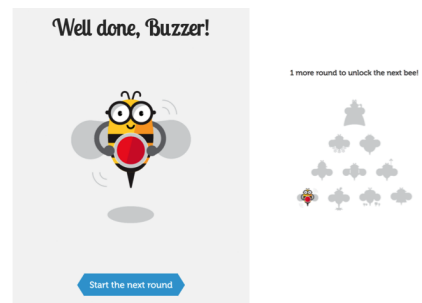 Well done, Buzzer!
1 more round to unlock the next bee!
Start the next round